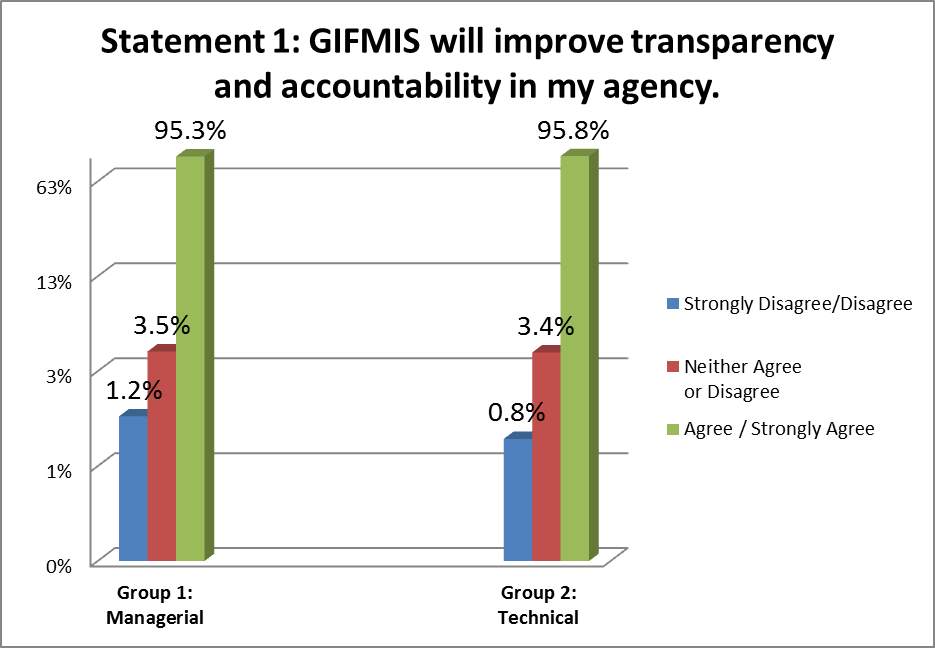 Statement 1: GIFMIS will improve transparency
and accountability in my agency.
95.3%
95.8%
63%
13%
3%
1%
0%
3.5%
1.2%
3.4%
0.8%
Strongly Disagree/Disagree
Neither Agree
or Disagree
Agree / Strongly Agree
Group 1:
Managerial
Group 2:
Technical